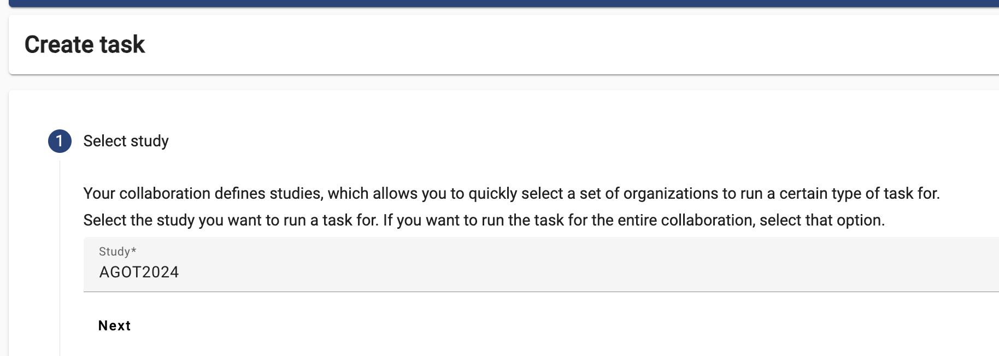 Create task
1 Select study
Your collaboration defines studies, which allows you to quickly select a set of organizations to run a certain type of task for.
Select the study you want to run a task for. If you want to run the task for the entire collaboration, select that option.
Study*
AGOT2024
Next